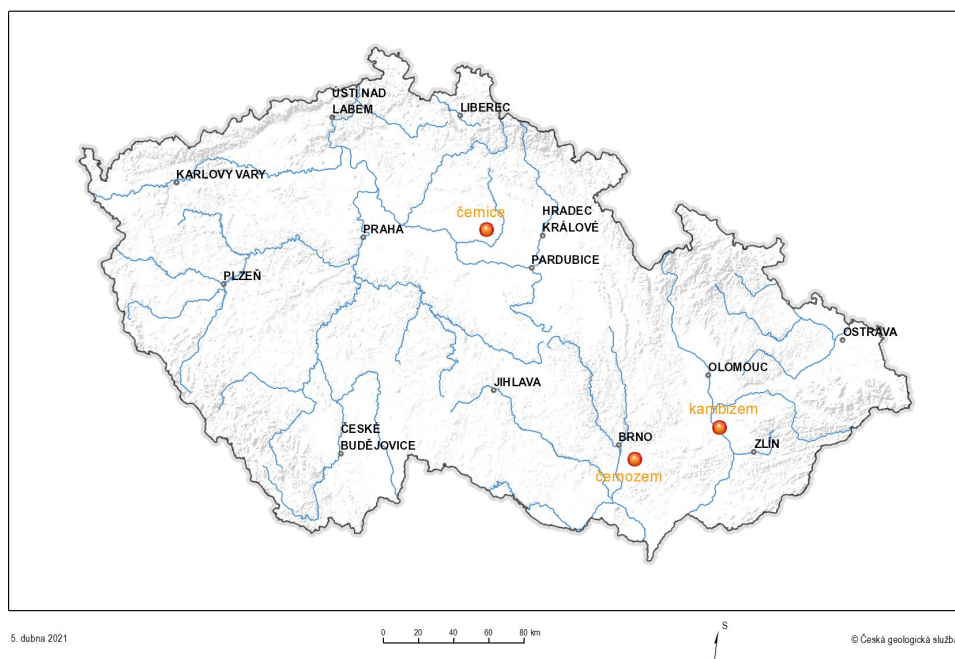 ÚSTÍ NAD
LABEM
LIBEREC
KARLOVY VARY
černice
HRADEC
KRÁLOVÉ
PRAHA
PARDUBICE
PLZEŇ
OSTRAVA
OLOMOUC
JIHLAVA
kambizem
ČESKÉ
BUDĚJOVICE
BRNO
ZLÍN
černozem
5. dubna 2021
0 20 40 60 80 km
S
© Česká geologická služba